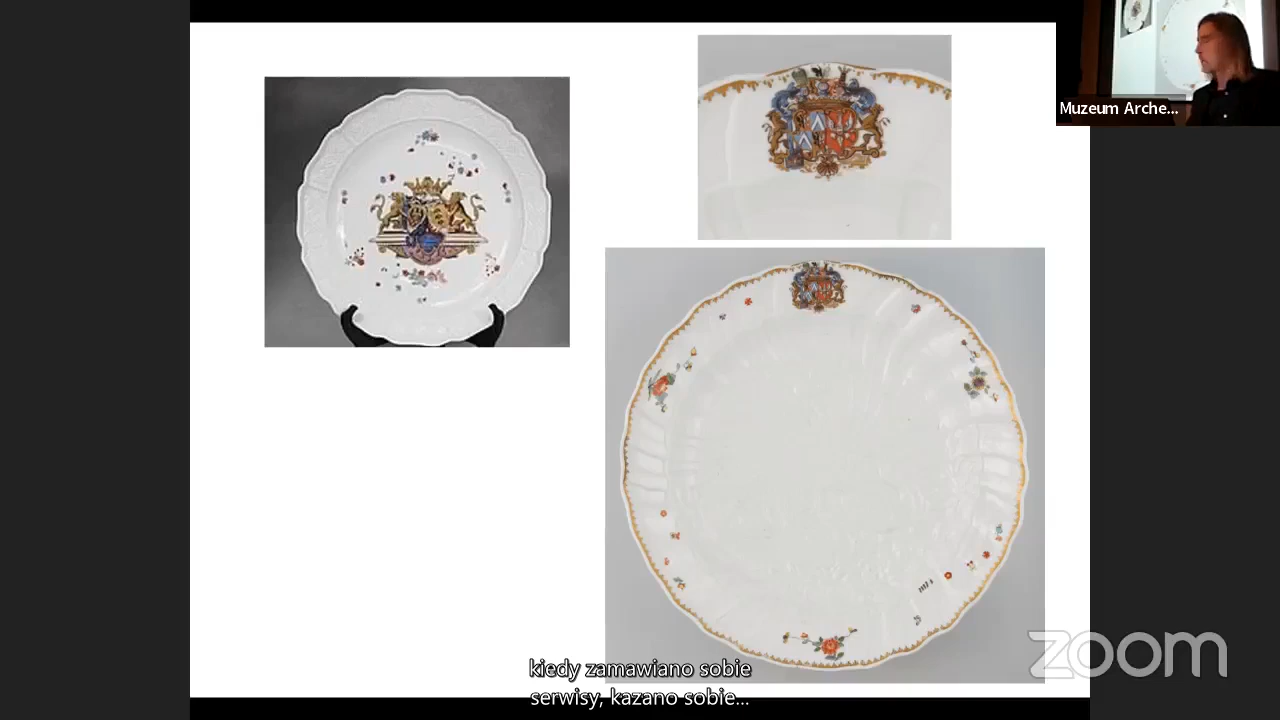 Muzeum Arche...
zoom
kiedy zamawiano sobie
serwisy, kazano sobie...